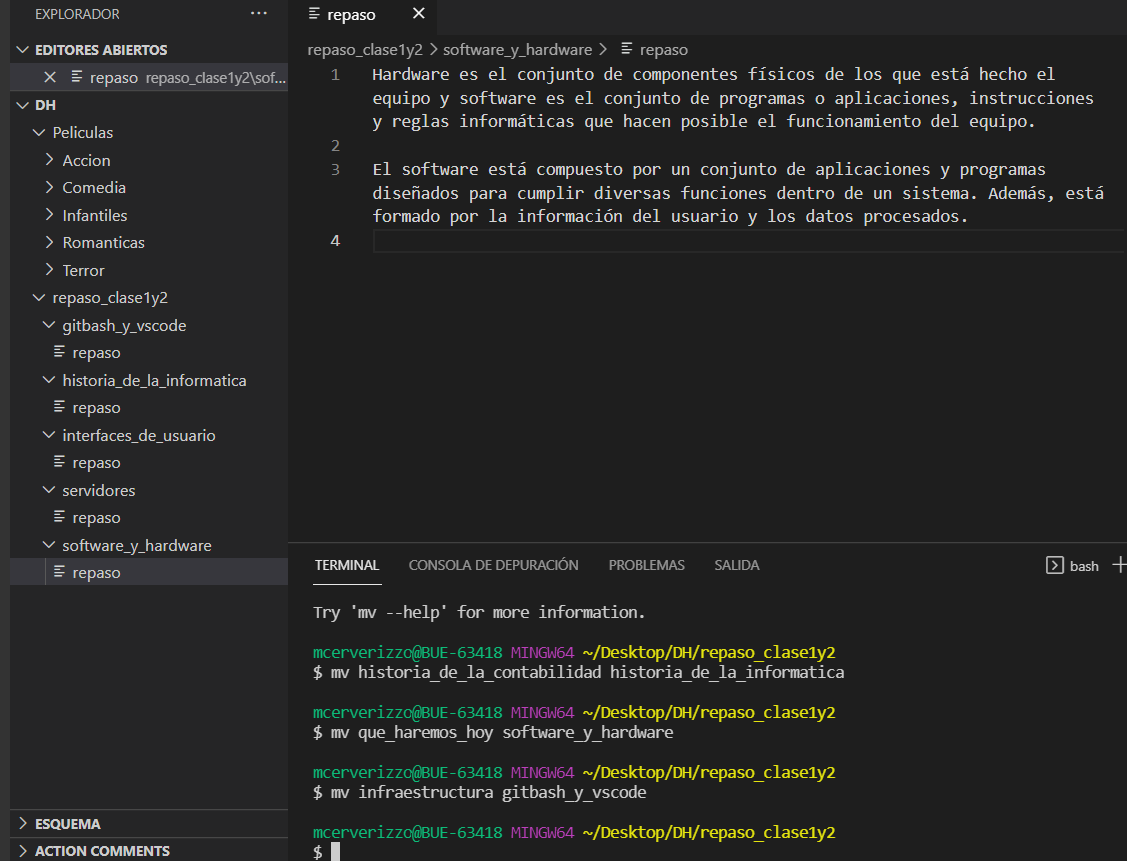 EXPLORADOR ···
EDITORES ABIERTOS
repaso repaso_clase1y2\sof...
DH
Peliculas
Accion
Comedia
Infantiles
Romanticas
Terror
repaso_clase1y2
gitbash_y_vscode
repaso
historia_de_la_informatica
repaso
interfaces_de_usuario
repaso
servidores
repaso
software_y_hardware
repaso
ESQUEMA
ACTION COMMENTS
repaso
repaso_clase1y2 > software_y_hardware > repaso
1 Hardware es el conjunto de componentes físicos de los que está hecho el
equipo y software es el conjunto de programas o aplicaciones, instrucciones
y reglas informáticas que hacen posible el funcionamiento del equipo.
2
3 El software está compuesto por un conjunto de aplicaciones y programas
diseñados para cumplir diversas funciones dentro de un sistema. Además, está
formado por la información del usuario y los datos procesados.
4
TERMINAL CONSOLA DE DEPURACIÓN PROBLEMAS SALIDA bash
Try 'mv --help' for more information.
mcerverizzo@BUE-63418 MINGW64 ~/Desktop/DH/repaso_clase1y2
$ mv historia_de_la_contabilidad historia_de_la_informatica
mcerverizzo@BUE-63418 MINGW64 ~/Desktop/DH/repaso_clase1y2
$ mv que_haremos_hoy software_y_hardware
mcerverizzo@BUE-63418 MINGW64 ~/Desktop/DH/repaso_clase1y2
$ mv infraestructura gitbash_y_vscode
mcerverizzo@BUE-63418 MINGW64 ~/Desktop/DH/repaso_clase1y2
$